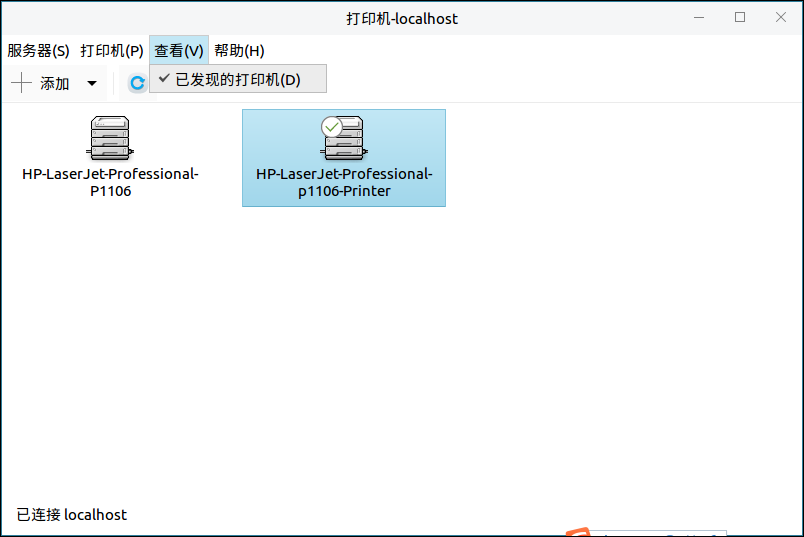 打印机-localhost
服务器(S) 打印机(P) 查看(V) 帮助(H)
添加
已发现的打印机(D)
HP-LaserJet-Professional-
P1106
HP-LaserJet-Professional-
p1106-Printer
已连接 localhost